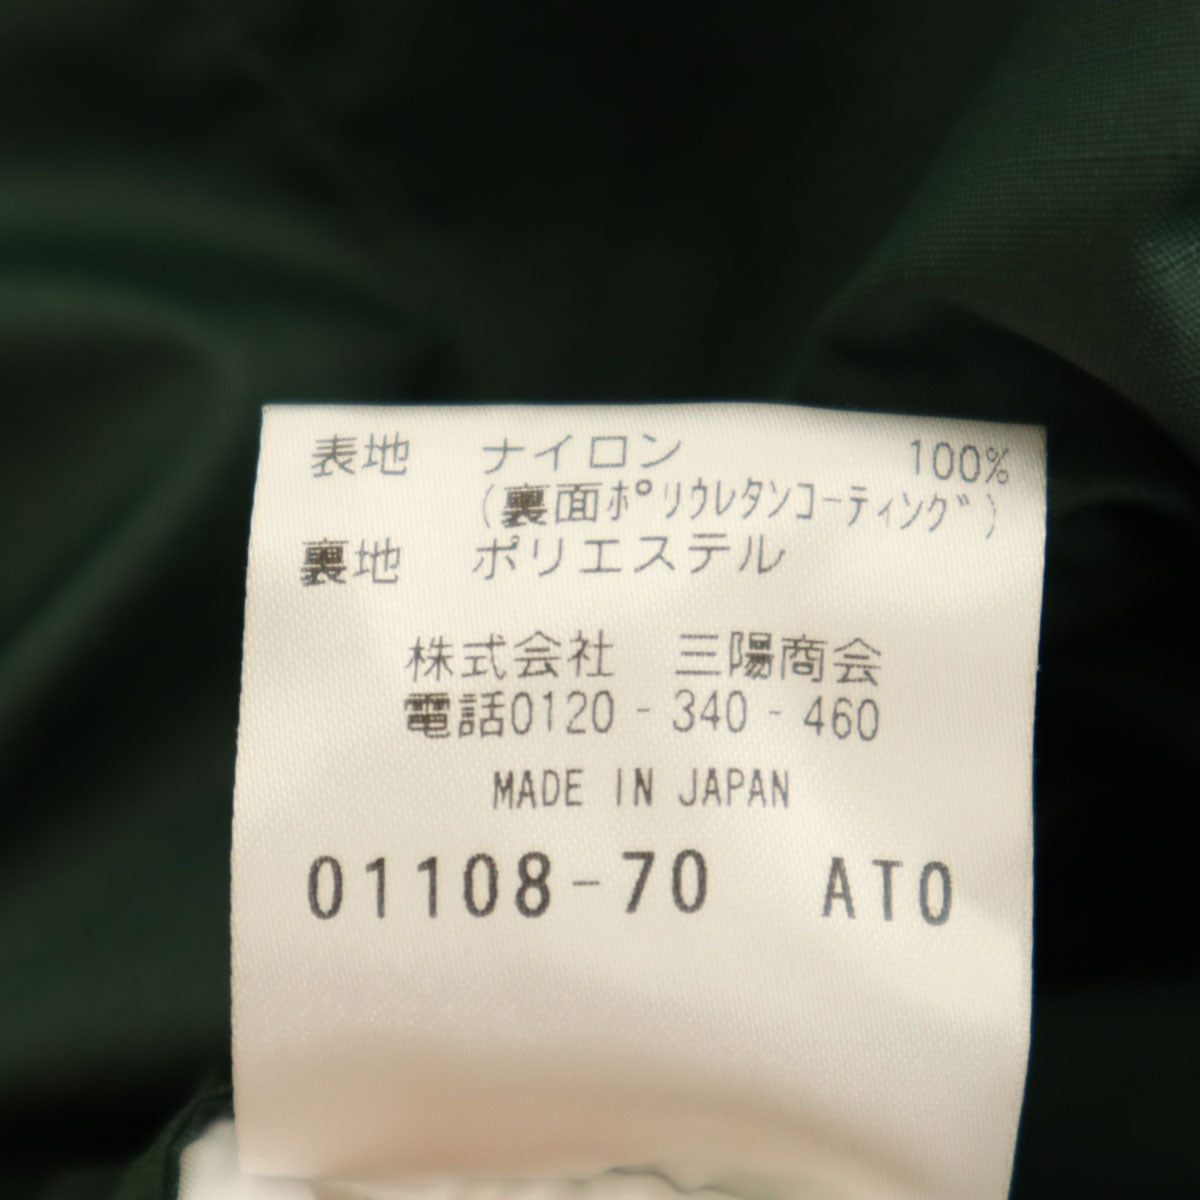 表地 ナイロン 100%
(裏面ﾎﾟﾘｳﾚﾀﾝｺｰﾃｨﾝｸﾞ)
裏地 ポリエステル
株式会社 三陽商会
電話0120-340-460
MADE IN JAPAN
01108-70 ATO